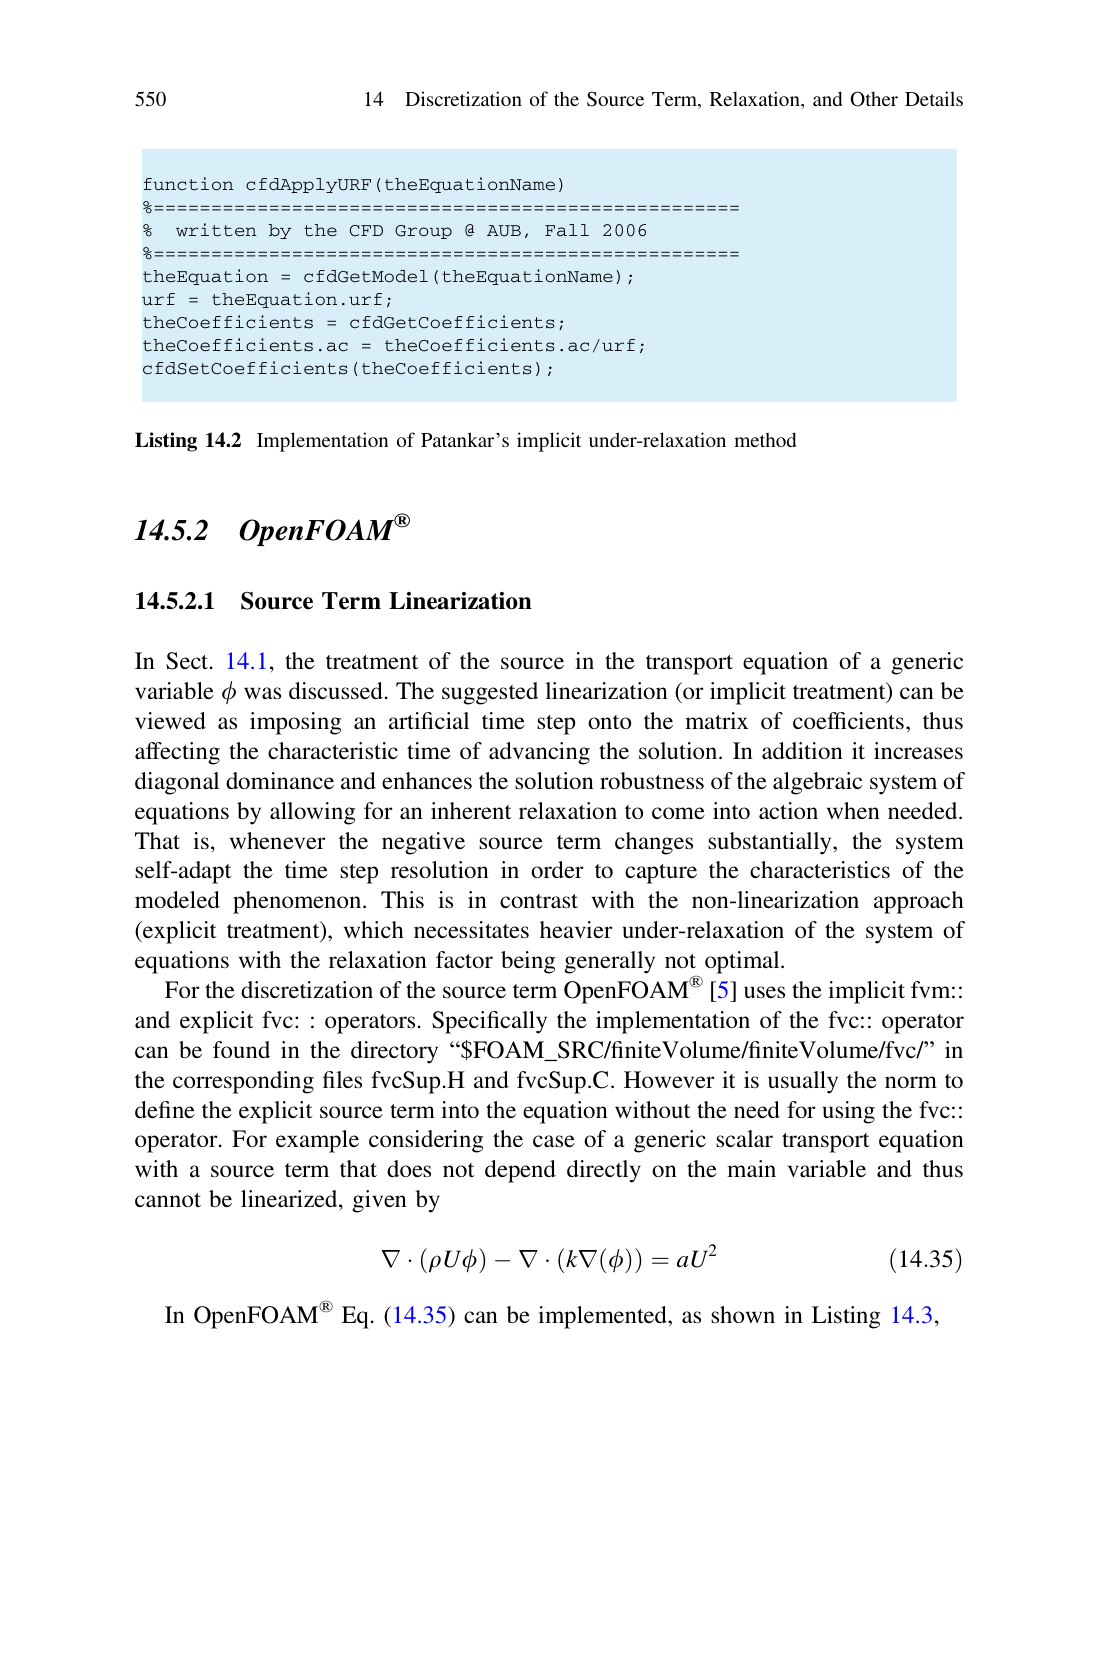 550 14 Discretization of the Source Term, Relaxation, and Other Details
function cfdApplyURF(theEquationName)
%===================================================
%  written by the CFD Group @ AUB, Fall 2006
%===================================================
theEquation = cfdGetModel(theEquationName);
urf = theEquation.urf;
theCoefficients = cfdGetCoefficients;
theCoefficients.ac = theCoefficients.ac/urf;
cfdSetCoefficients(theCoefficients);
Listing 14.2 Implementation of Patankar's implicit under-relaxation method
14.5.2 OpenFOAM®
14.5.2.1 Source Term Linearization
In Sect. 14.1, the treatment of the source in the transport equation of a generic
variable ϕ was discussed. The suggested linearization (or implicit treatment) can be
viewed as imposing an artificial time step onto the matrix of coefficients, thus
affecting the characteristic time of advancing the solution. In addition it increases
diagonal dominance and enhances the solution robustness of the algebraic system of
equations by allowing for an inherent relaxation to come into action when needed.
That is, whenever the negative source term changes substantially, the system
self-adapt the time step resolution in order to capture the characteristics of the
modeled phenomenon. This is in contrast with the non-linearization approach
(explicit treatment), which necessitates heavier under-relaxation of the system of
equations with the relaxation factor being generally not optimal.
For the discretization of the source term OpenFOAM® [5] uses the implicit fvm::
and explicit fvc: : operators. Specifically the implementation of the fvc:: operator
can be found in the directory “$FOAM_SRC/finiteVolume/finiteVolume/fvc/” in
the corresponding files fvcSup.H and fvcSup.C. However it is usually the norm to
define the explicit source term into the equation without the need for using the fvc::
operator. For example considering the case of a generic scalar transport equation
with a source term that does not depend directly on the main variable and thus
cannot be linearized, given by
∇ · (ρUϕ) − ∇ · (k∇(ϕ)) = aU² (14.35)
In OpenFOAM® Eq. (14.35) can be implemented, as shown in Listing 14.3,